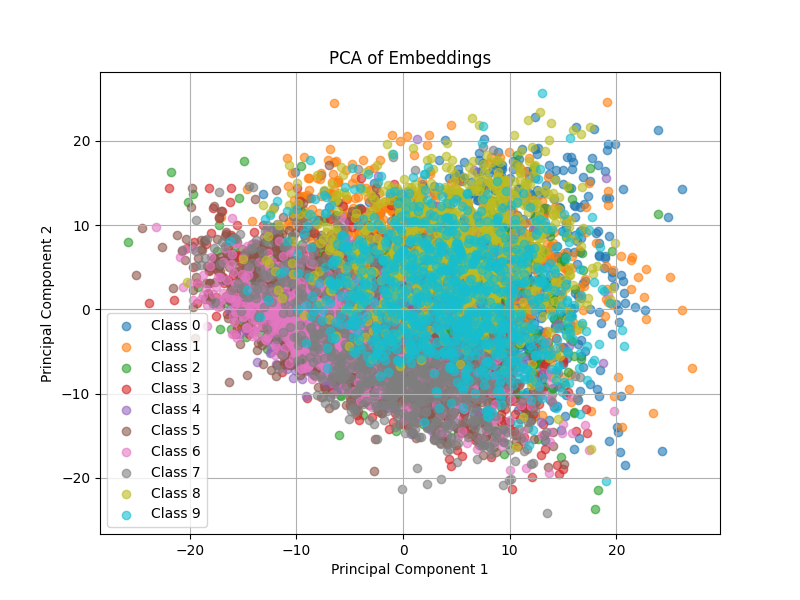 PCA of Embeddings
Principal Component 2
20
10
0
−10
−20
Class 0
Class 1
Class 2
Class 3
Class 4
Class 5
Class 6
Class 7
Class 8
Class 9
−20 −10 0 10 20
Principal Component 1